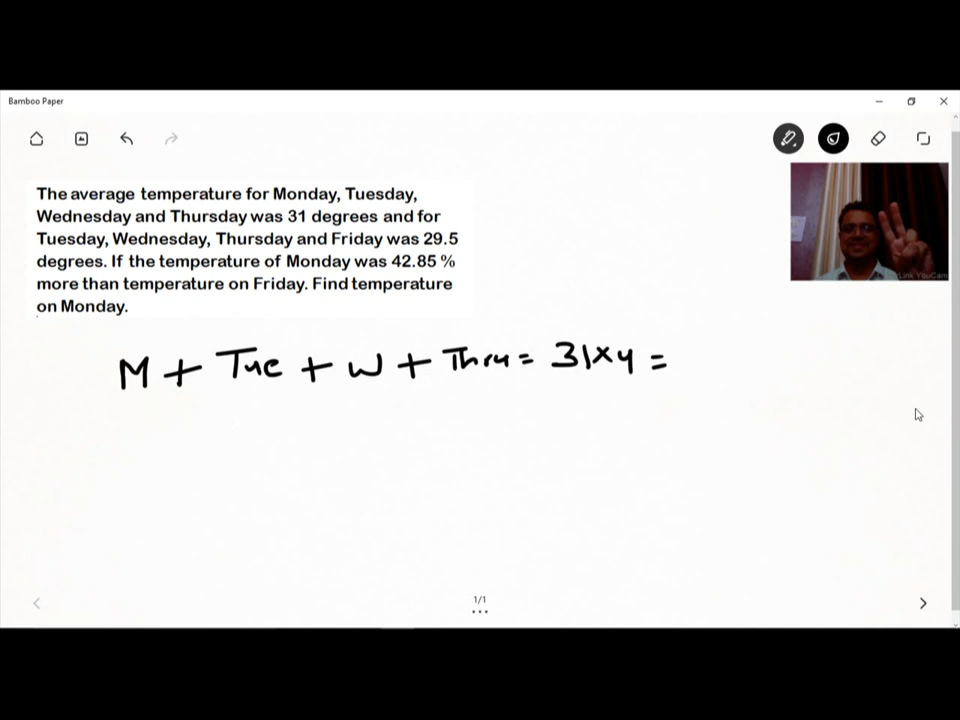 Bamboo Paper
The average temperature for Monday, Tuesday,
Wednesday and Thursday was 31 degrees and for
Tuesday, Wednesday, Thursday and Friday was 29.5
degrees. If the temperature of Monday was 42.85 %
more than temperature on Friday. Find temperature
on Monday.
M + Tue + W + Thru = 31x4 =
1/1